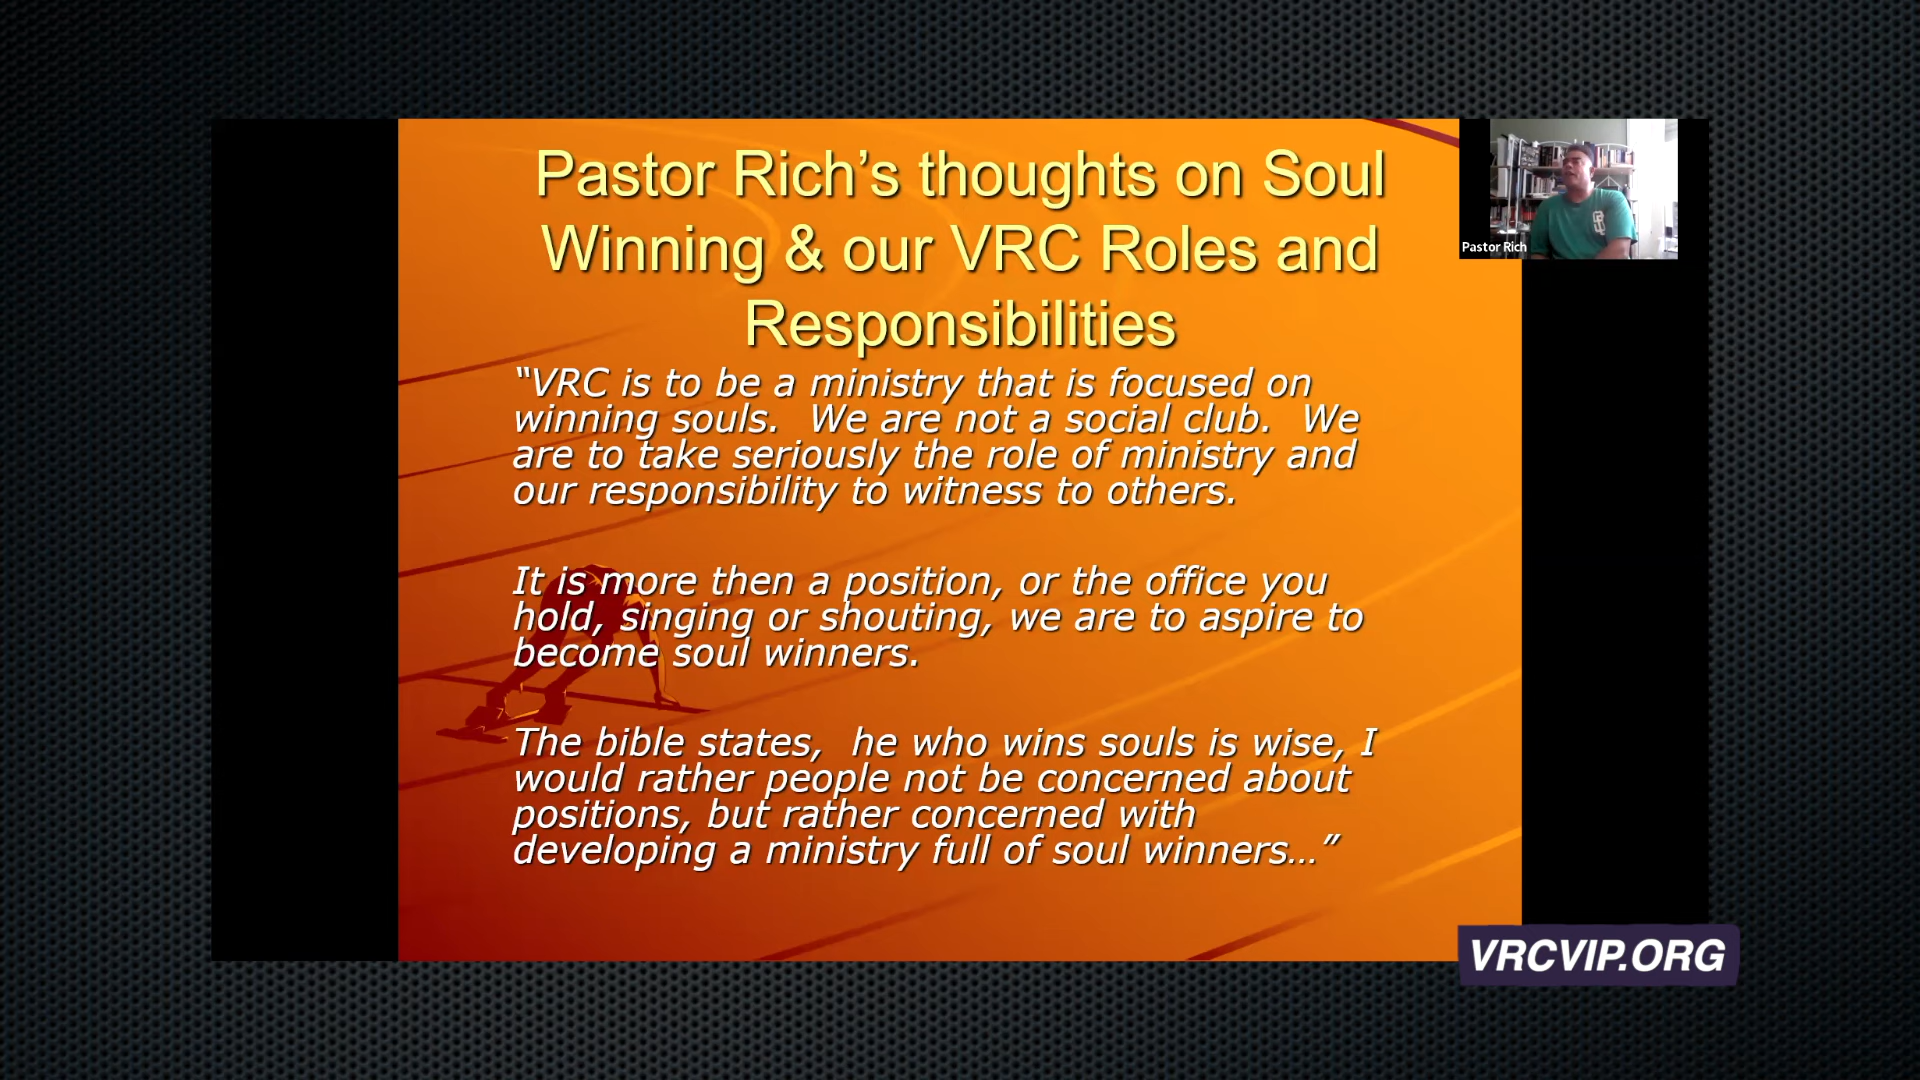 Pastor Rich’s thoughts on Soul
Winning & our VRC Roles and
Responsibilities
Pastor Rich
“VRC is to be a ministry that is focused on
winning souls.  We are not a social club.  We
are to take seriously the role of ministry and
our responsibility to witness to others.
It is more then a position, or the office you
hold, singing or shouting, we are to aspire to
become soul winners.
The bible states,  he who wins souls is wise, I
would rather people not be concerned about
positions, but rather concerned with
developing a ministry full of soul winners…”
VRCVIP.ORG